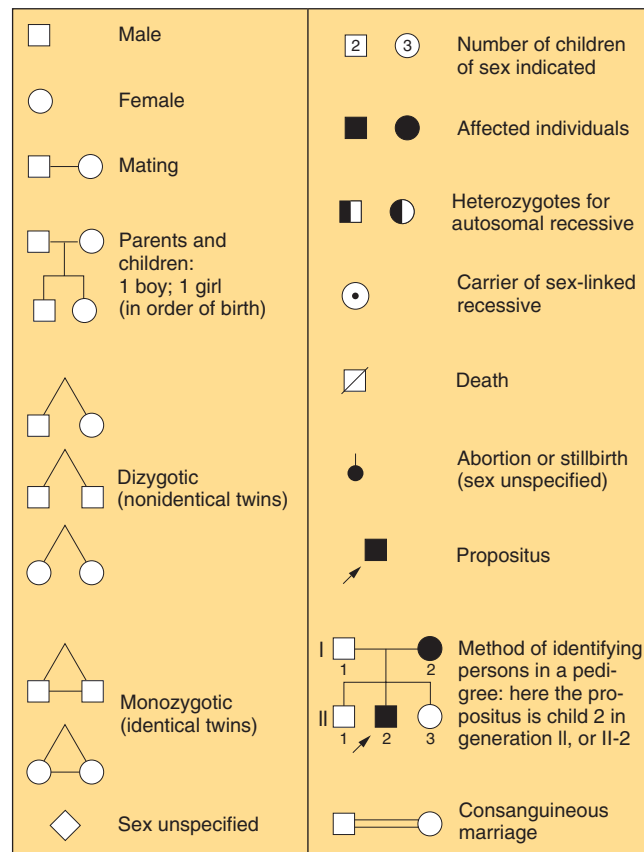 Male
Female
Mating
Parents and
children:
1 boy; 1 girl
(in order of birth)
Dizygotic
(nonidentical twins)
Monozygotic
(identical twins)
Sex unspecified
2 3
Number of children
of sex indicated
Affected individuals
Heterozygotes for
autosomal recessive
Carrier of sex-linked
recessive
Death
Abortion or stillbirth
(sex unspecified)
Propositus
I
1 2
II
1 2 3
Method of identifying
persons in a pedi-
gree: here the pro-
positus is child 2 in
generation II, or II-2
Consanguineous
marriage